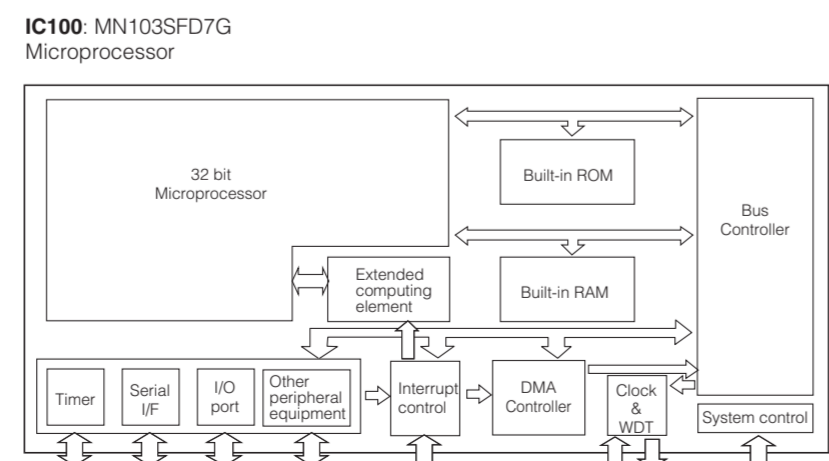 IC100: MN103SFD7G
Microprocessor
32 bit
Microprocessor
Built-in ROM
Bus
Controller
Extended
computing
element
Built-in RAM
Timer
Serial
I/F
I/O
port
Other
peripheral
equipment
Interrupt
control
DMA
Controller
Clock
&
WDT
System control